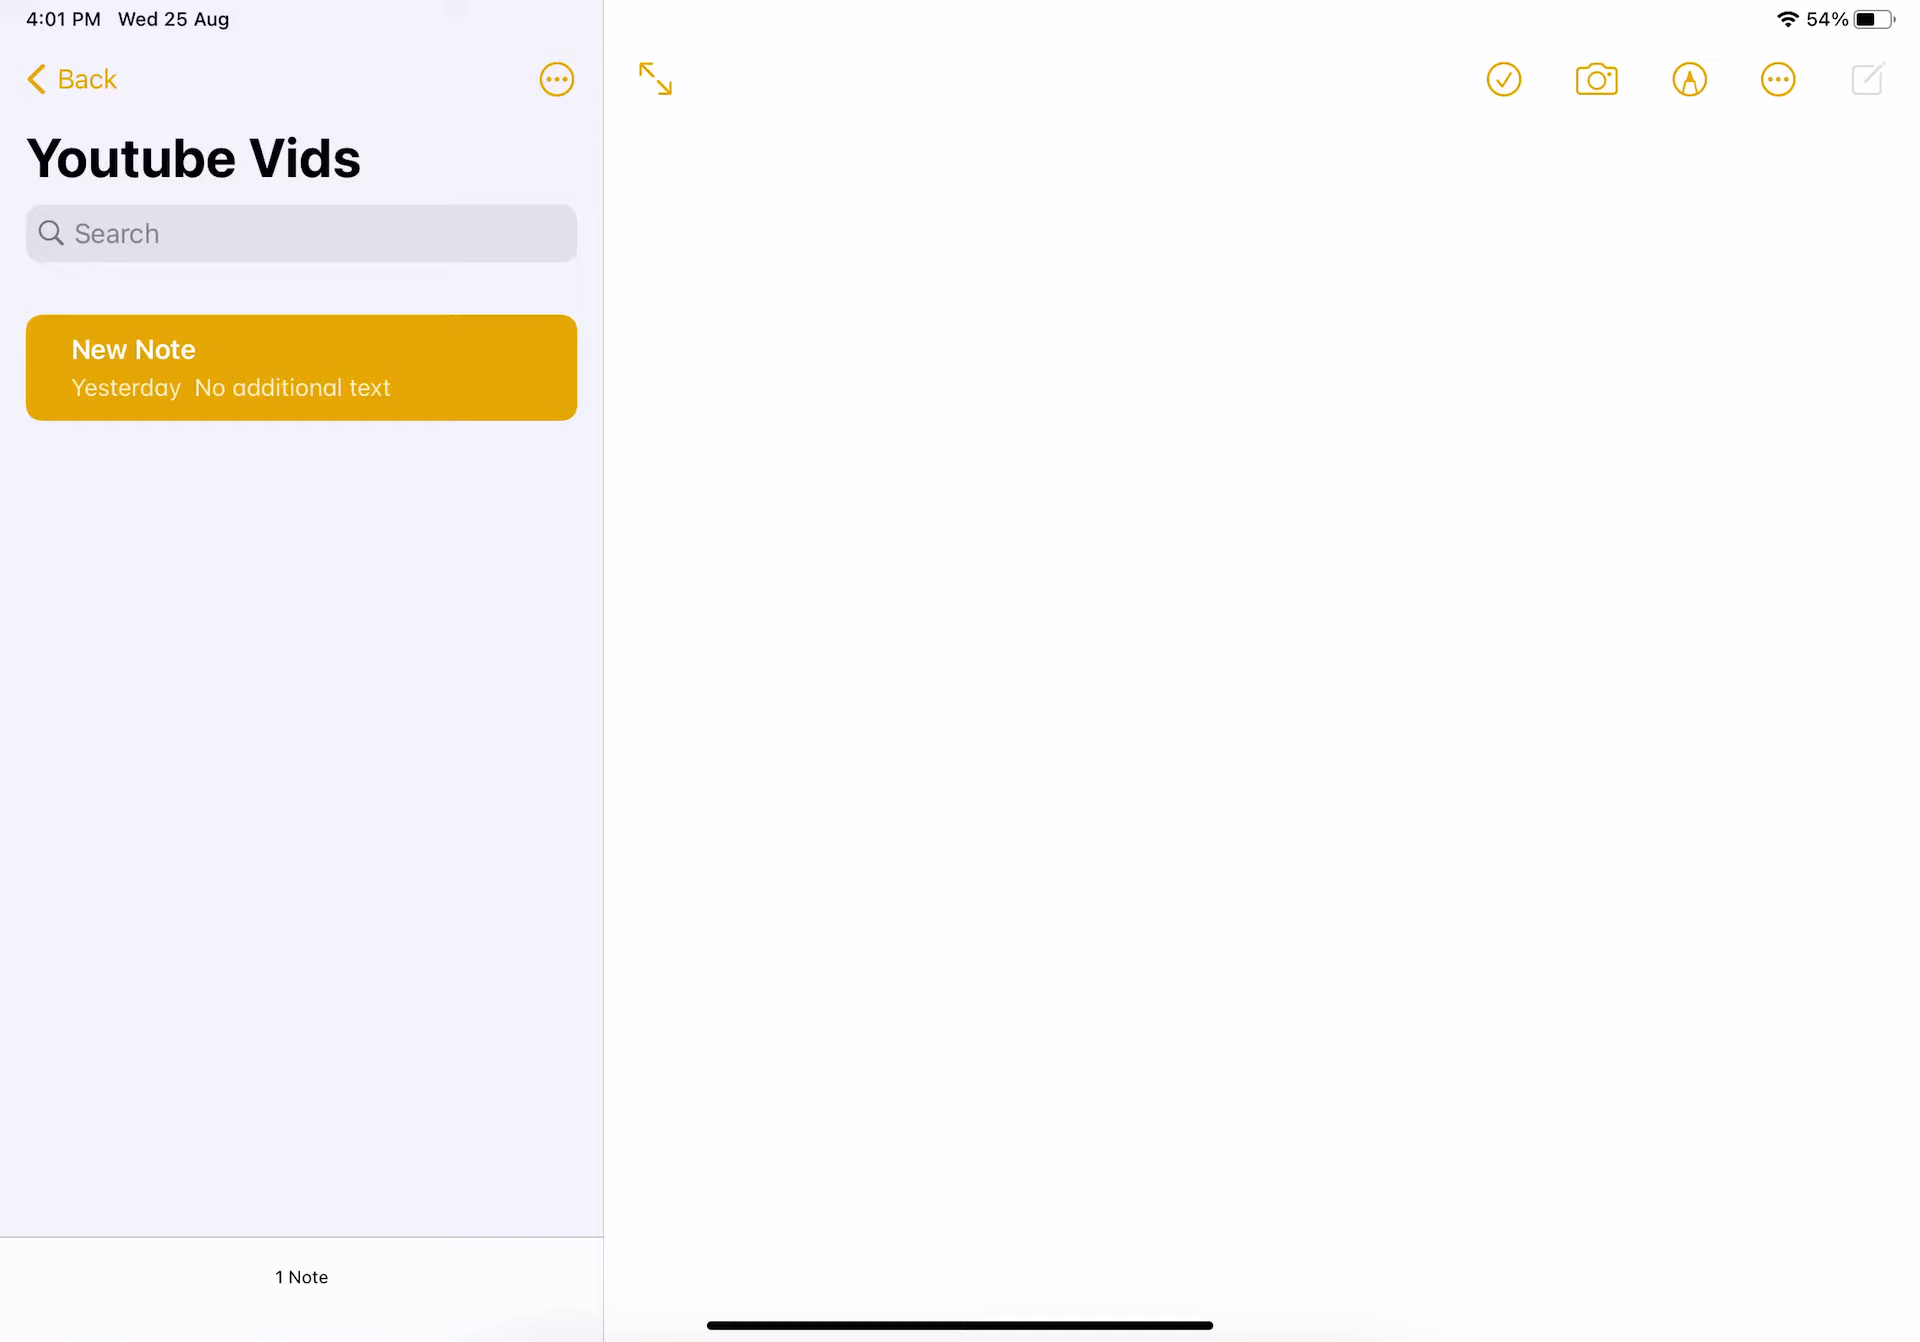 4:01 PM Wed 25 Aug
54%
Back
Youtube Vids
Search
New Note
Yesterday No additional text
1 Note